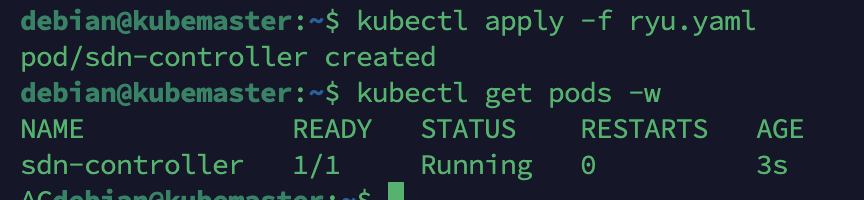 debian@kubemaster:~$ kubectl apply -f ryu.yaml
pod/sdn-controller created
debian@kubemaster:~$ kubectl get pods -w
NAME READY STATUS RESTARTS AGE
sdn-controller 1/1 Running 0 3s
^Cdebian@kubemaster:~$